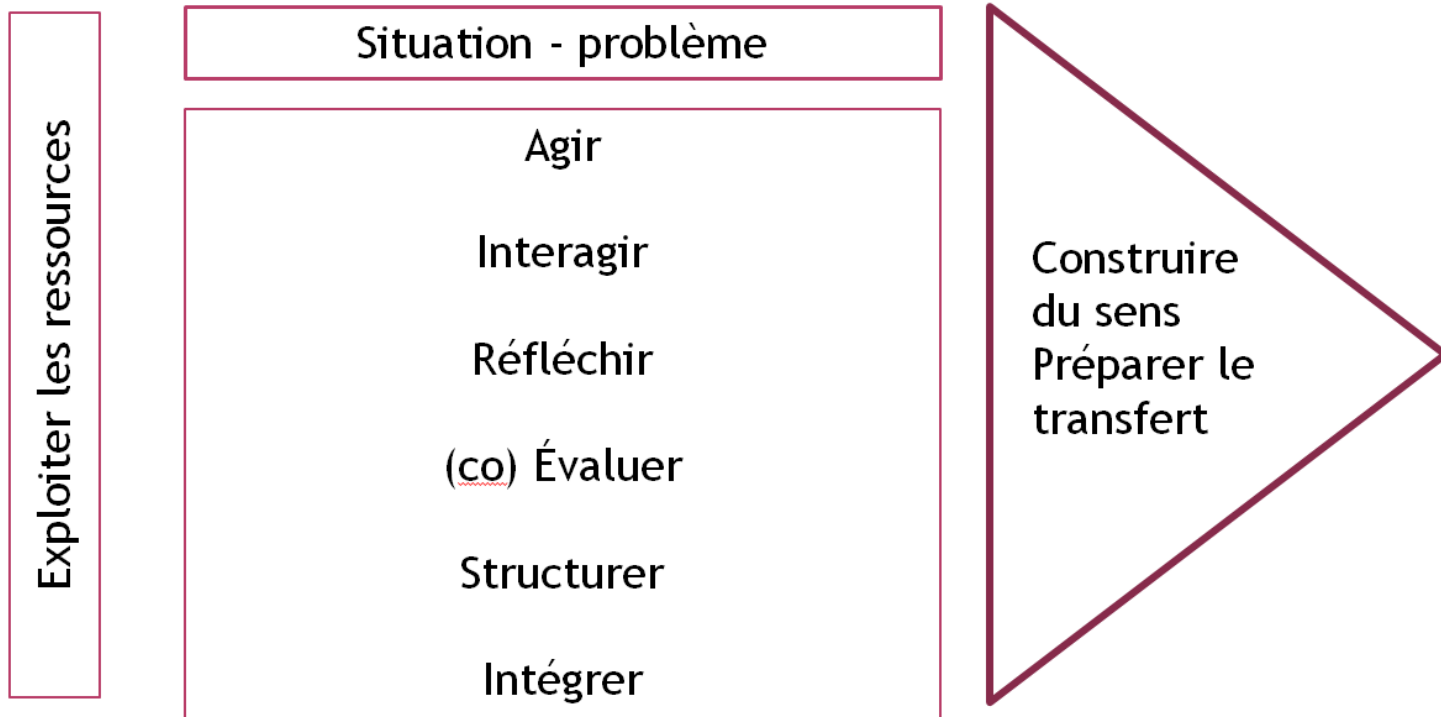 Exploiter les ressources
Situation - problème
Agir
Interagir
Réfléchir
(co) Évaluer
Structurer
Intégrer
Construire
du sens
Préparer le
transfert